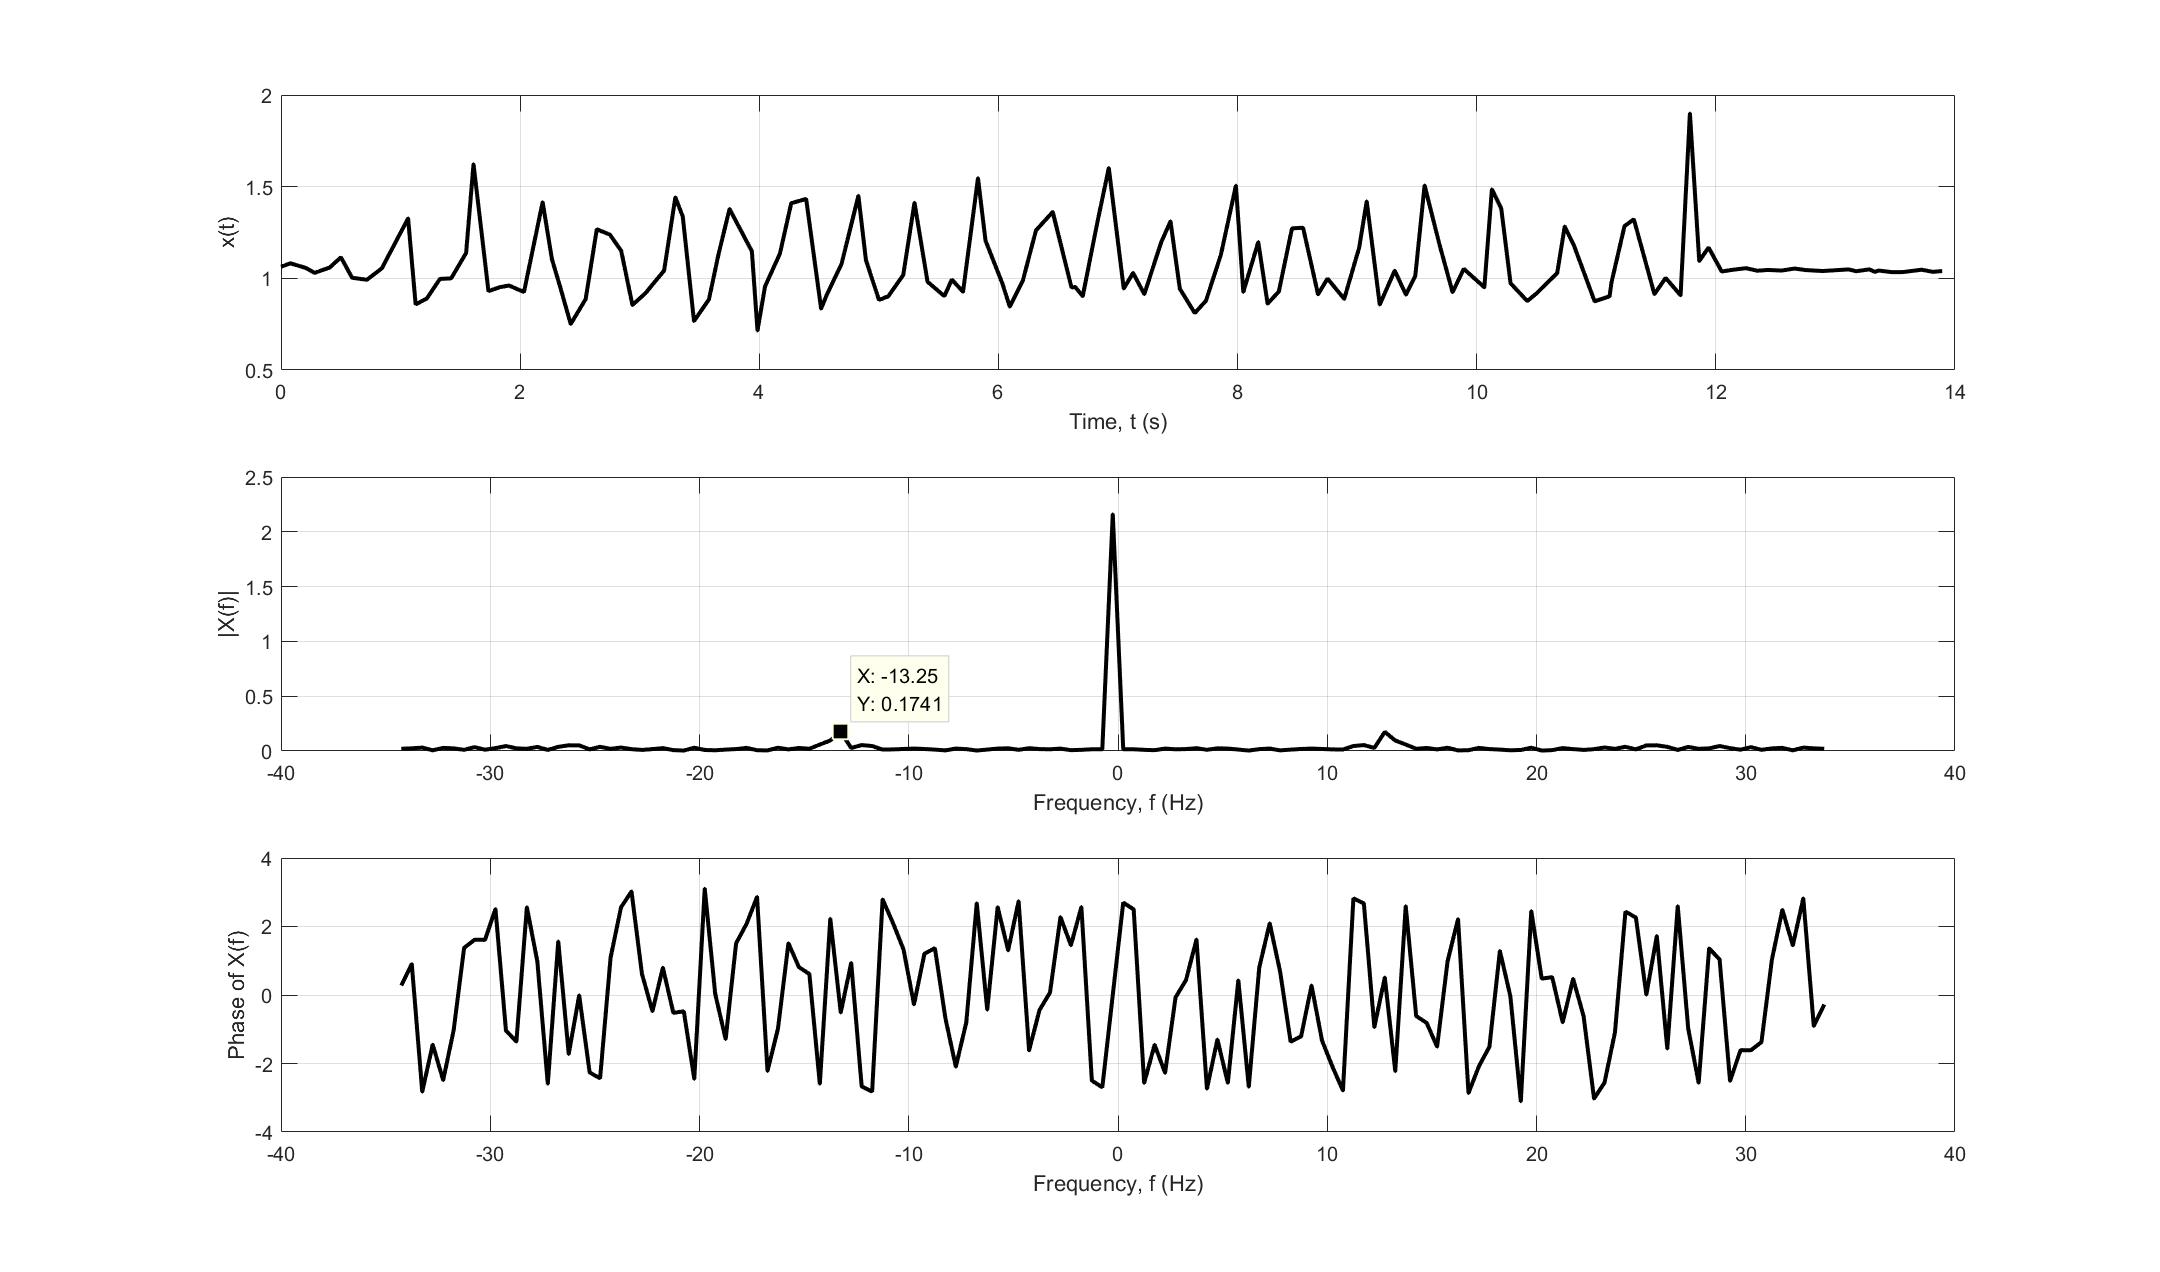 2
1.5
1
0.5
x(t)
0 2 4 6 8 10 12 14
Time, t (s)
2.5
2
1.5
1
0.5
0
|X(f)|
X: -13.25
Y: 0.1741
-40 -30 -20 -10 0 10 20 30 40
Frequency, f (Hz)
4
2
0
-2
-4
Phase of X(f)
-40 -30 -20 -10 0 10 20 30 40
Frequency, f (Hz)